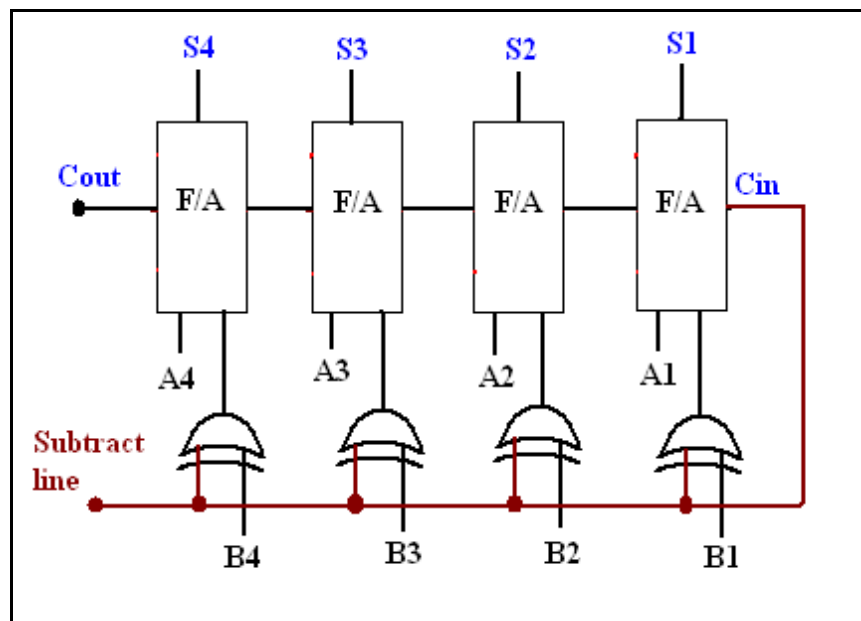 S4 S3 S2 S1
Cout F/A F/A F/A F/A Cin
A4 A3 A2 A1
Subtract
line
B4 B3 B2 B1